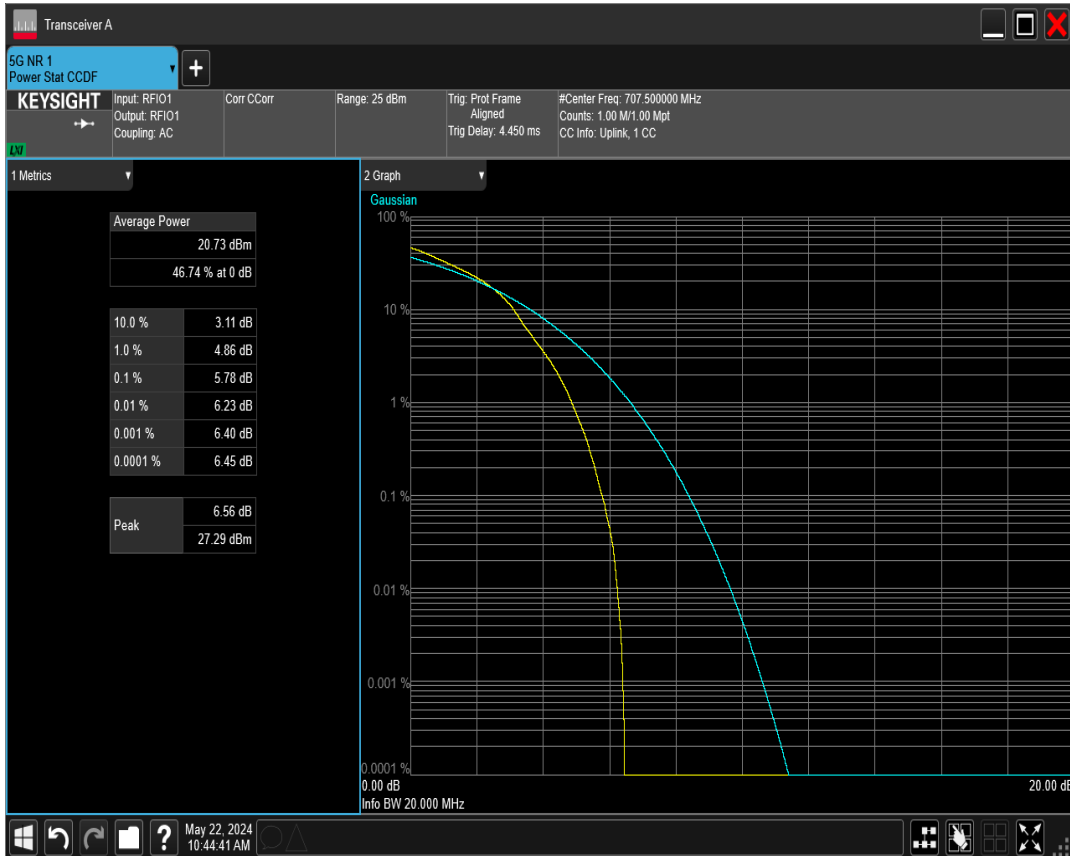 Transceiver A
5G NR 1
Power Stat CCDF
KEYSIGHT
LXI
Input: RFIO1
Output: RFIO1
Coupling: AC
Corr CCorr
Range: 25 dBm
Trig: Prot Frame
Aligned
Trig Delay: 4.450 ms
#Center Freq: 707.500000 MHz
Counts: 1.00 M/1.00 Mpt
CC Info: Uplink, 1 CC
1 Metrics
Average Power
20.73 dBm
46.74 % at 0 dB
10.0 % 3.11 dB
1.0 % 4.86 dB
0.1 % 5.78 dB
0.01 % 6.23 dB
0.001 % 6.40 dB
0.0001 % 6.45 dB
Peak
6.56 dB
27.29 dBm
2 Graph
Gaussian
100 %
10 %
1 %
0.1 %
0.01 %
0.001 %
0.0001 %
0.00 dB 20.00 dB
Info BW 20.000 MHz
May 22, 2024
10:44:41 AM